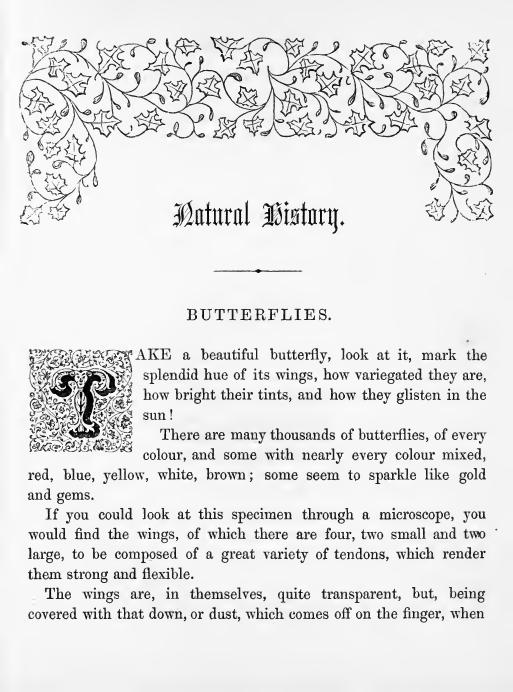 Natural History.
BUTTERFLIES.
TAKE a beautiful butterfly, look at it, mark the
splendid hue of its wings, how variegated they are,
how bright their tints, and how they glisten in the
sun!
There are many thousands of butterflies, of every
colour, and some with nearly every colour mixed,
red, blue, yellow, white, brown; some seem to sparkle like gold
and gems.
If you could look at this specimen through a microscope, you
would find the wings, of which there are four, two small and two
large, to be composed of a great variety of tendons, which render
them strong and flexible.
The wings are, in themselves, quite transparent, but, being
covered with that down, or dust, which comes off on the finger, when